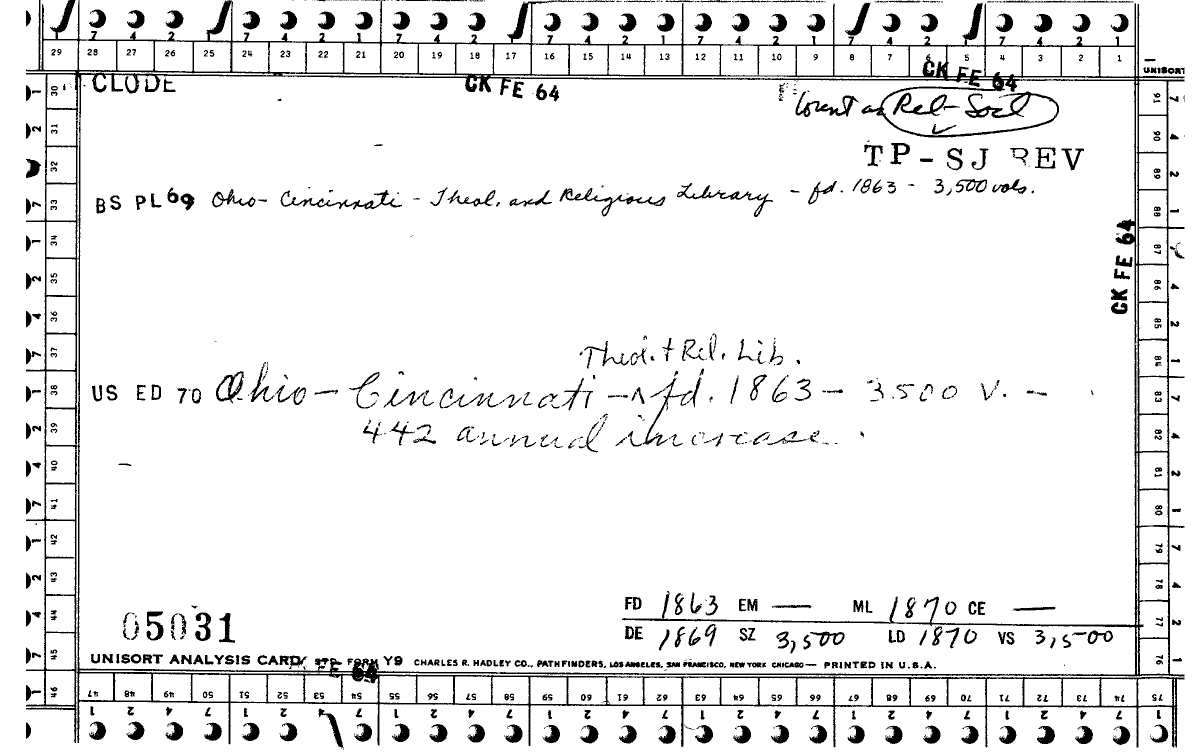 7 4 2 1 7 4 2 1 7 4 2 1 7 4 2 1 7 4 2 1 7 4 2 1 7 4 2 1
29 28 27 26 25 24 23 22 21 20 19 18 17 16 15 14 13 12 11 10 9 8 7 6 5 4 3 2 1
UNISORT
CLODE CK FE 64 CK FE 64
Count as Rel-Socl
TP-SJ REV
BS PL69 Ohio- Cincinnati - Theol. and Religious Library - fd. 1863 - 3,500 vols.
CK FE 64
Theol. + Rel. Lib.
US ED 70 Ohio - Cincinnati - ^ fd. 1863 - 3500 V. -
442 annual increase.
FD 1863 EM — ML 1870 CE —
05031
DE 1869 SZ 3,500 LD 1870 VS 3,500
UNISORT ANALYSIS CARD STD. FORM Y9 CHARLES R. HADLEY CO., PATHFINDERS, LOS ANGELES, SAN FRANCISCO, NEW YORK CHICAGO — PRINTED IN U.S.A.
64
30 31 32 33 34 35 36 37 38 39 40 41 42 43 44 45 46
91 90 89 88 87 86 85 84 83 82 81 80 79 78 77 76
47 48 49 50 51 52 53 54 55 56 57 58 59 60 61 62 63 64 65 66 67 68 69 70 71 72 73 74 75
1 2 4 7 1 2 4 7 1 2 4 7 1 2 4 7 1 2 4 7 1 2 4 7 1 2 4 7 1